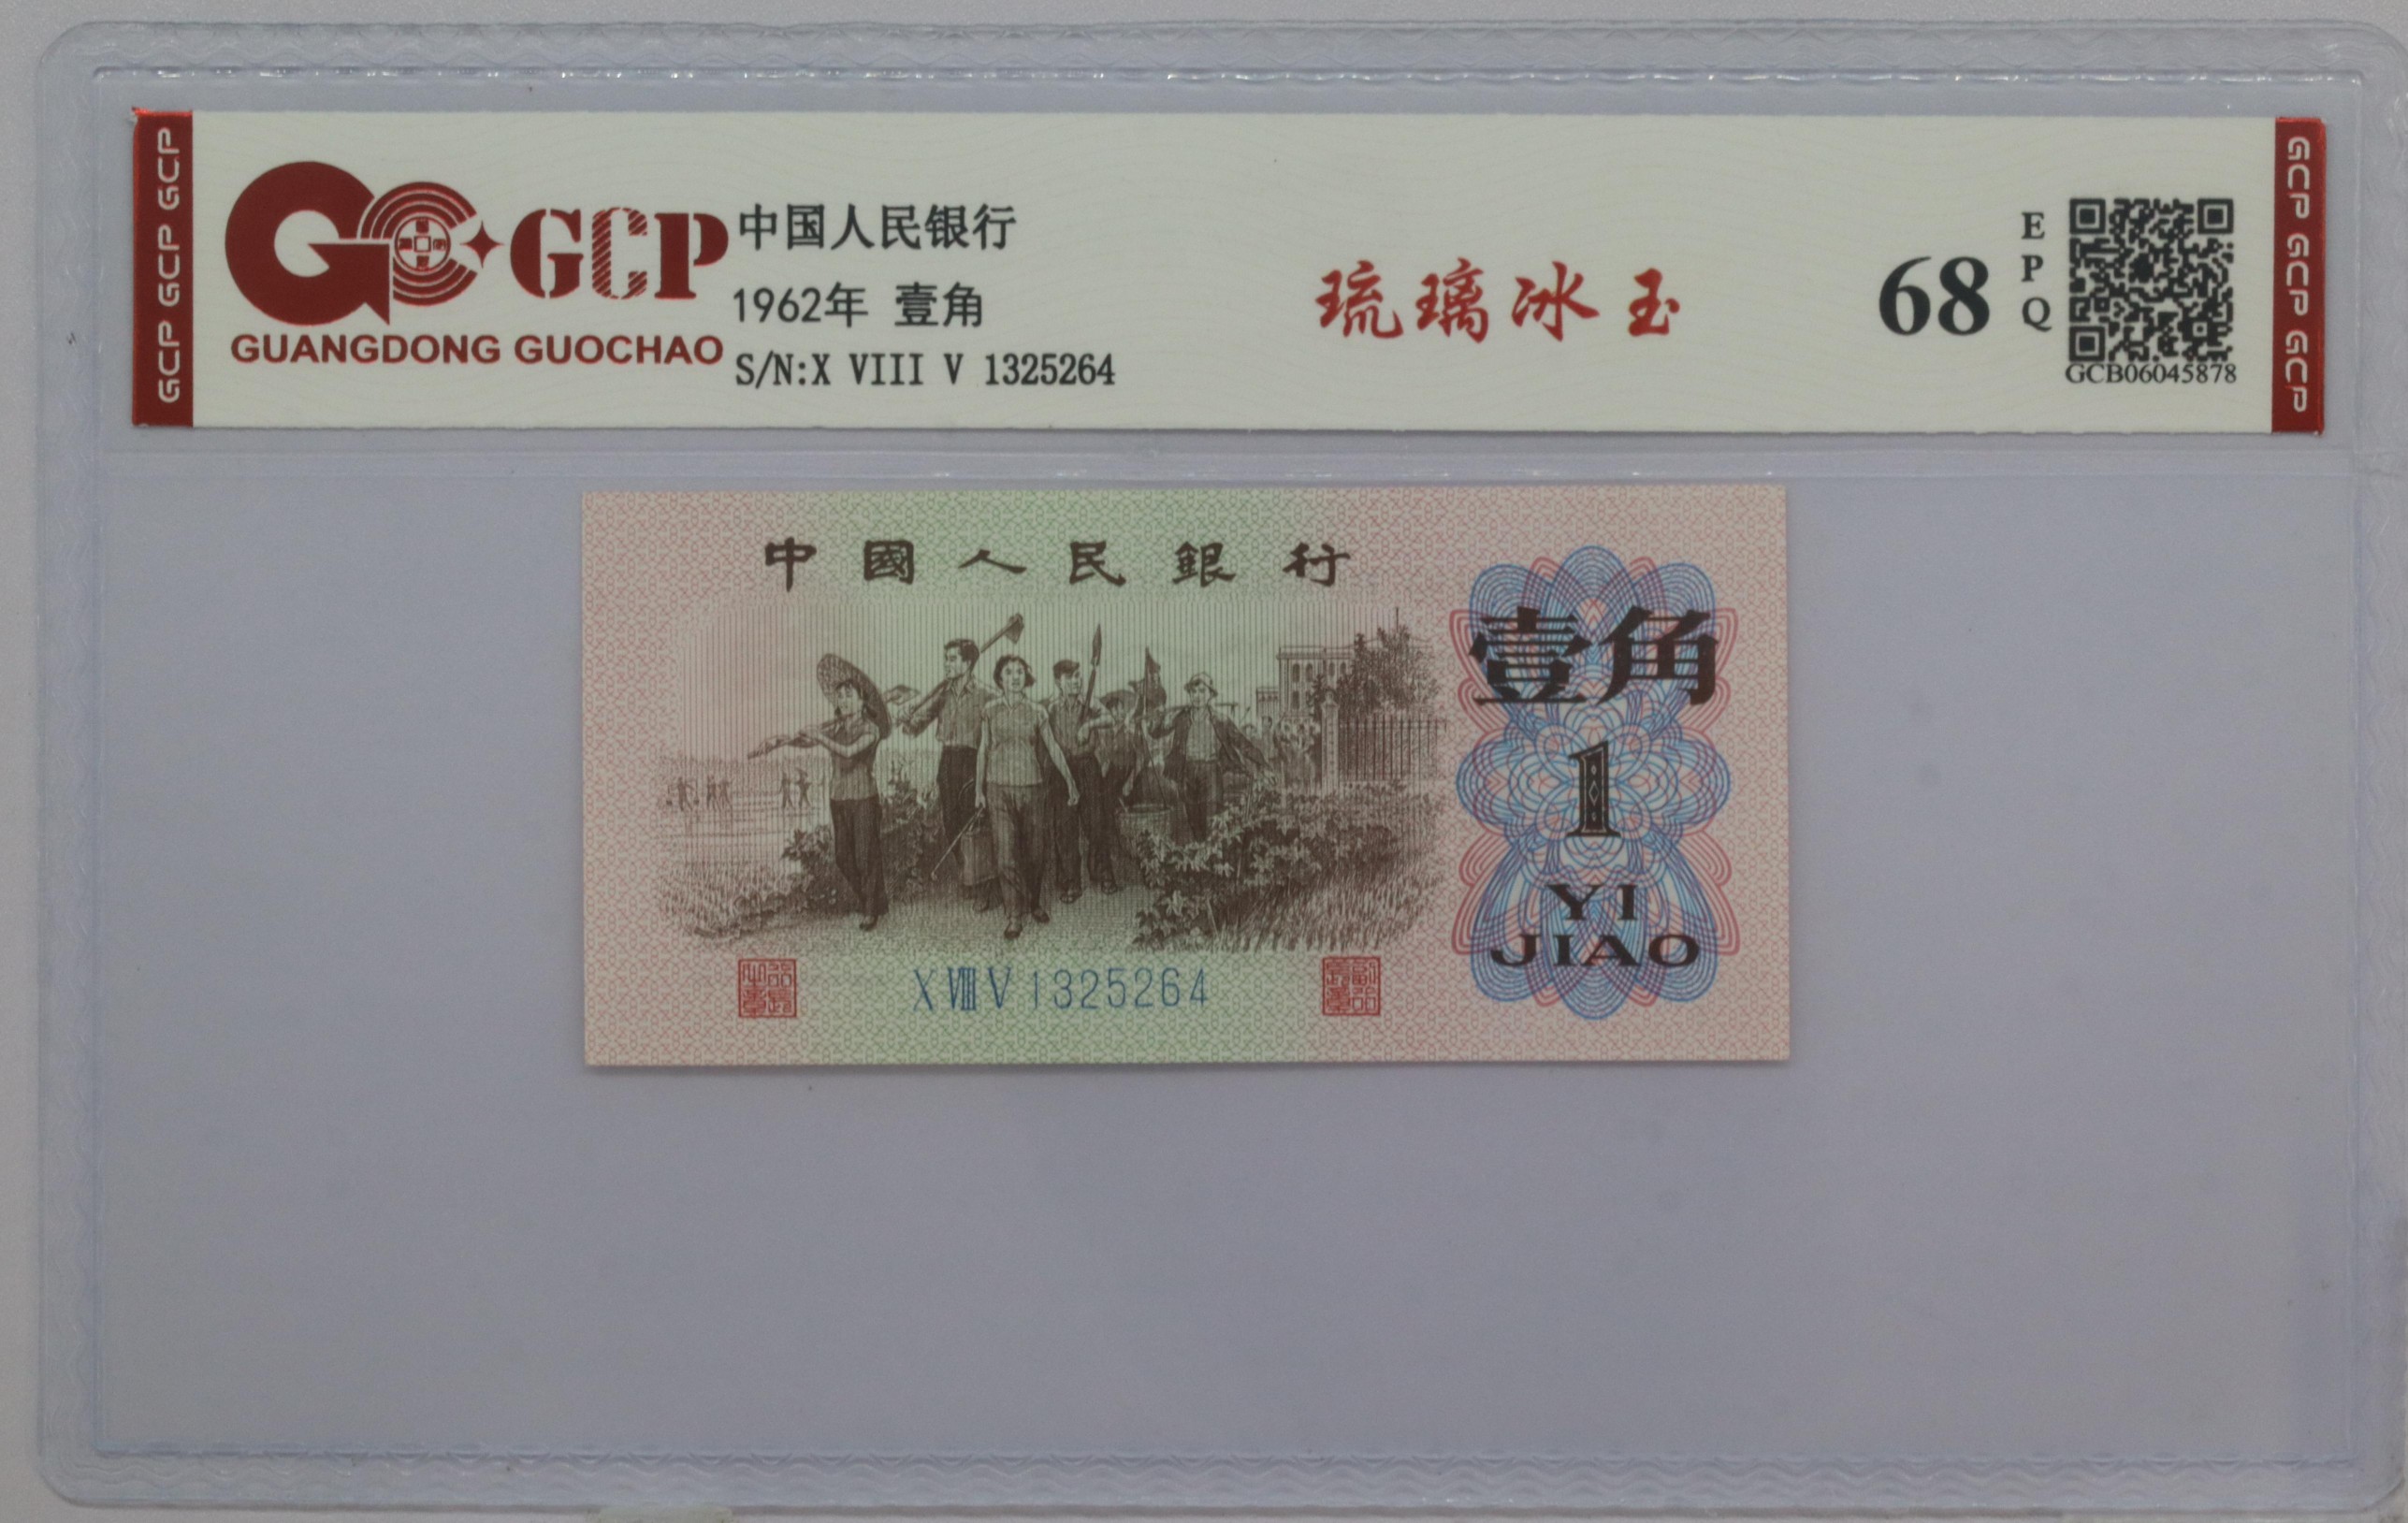 GCP GCP GCP
GCP
GUANGDONG GUOCHAO
中国人民银行
1962年 壹角
S/N:X VIII V 1325264
琉璃冰玉
68
E
P
Q
GCB06045878
GCP GCP GCP
中國人民銀行
壹角
1
YI
JIAO
X VIII V 1325264